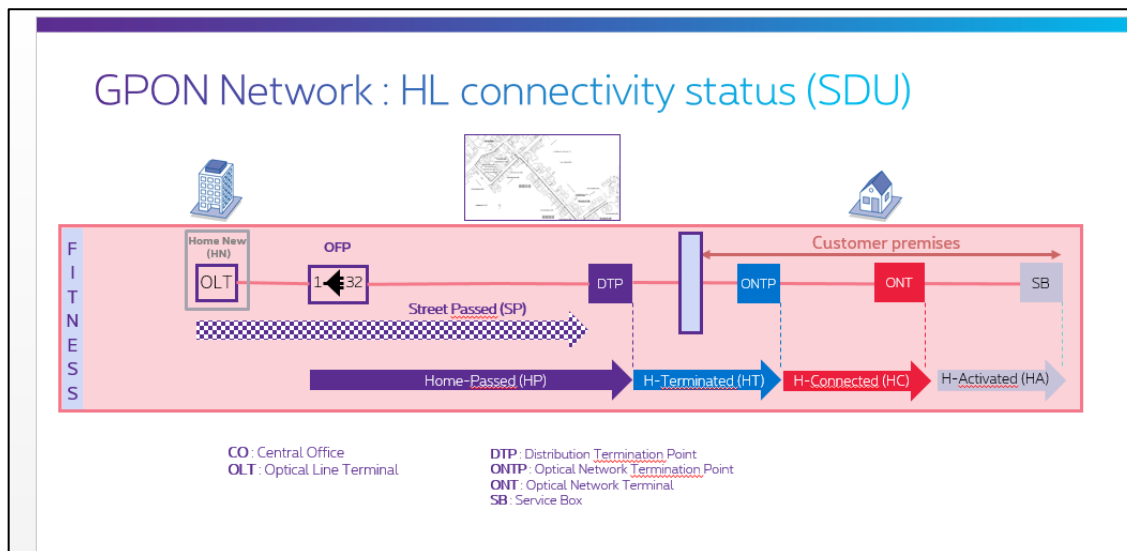 GPON Network : HL connectivity status (SDU)
FITNESS
Home New
(HN)
OLT
OFP
1 32
DTP
Customer premises
ONTP
ONT
SB
Street Passed (SP)
Home-Passed (HP)
H-Terminated (HT)
H-Connected (HC)
H-Activated (HA)
CO : Central Office
OLT : Optical Line Terminal
DTP : Distribution Termination Point
ONTP : Optical Network Termination Point
ONT : Optical Network Terminal
SB : Service Box